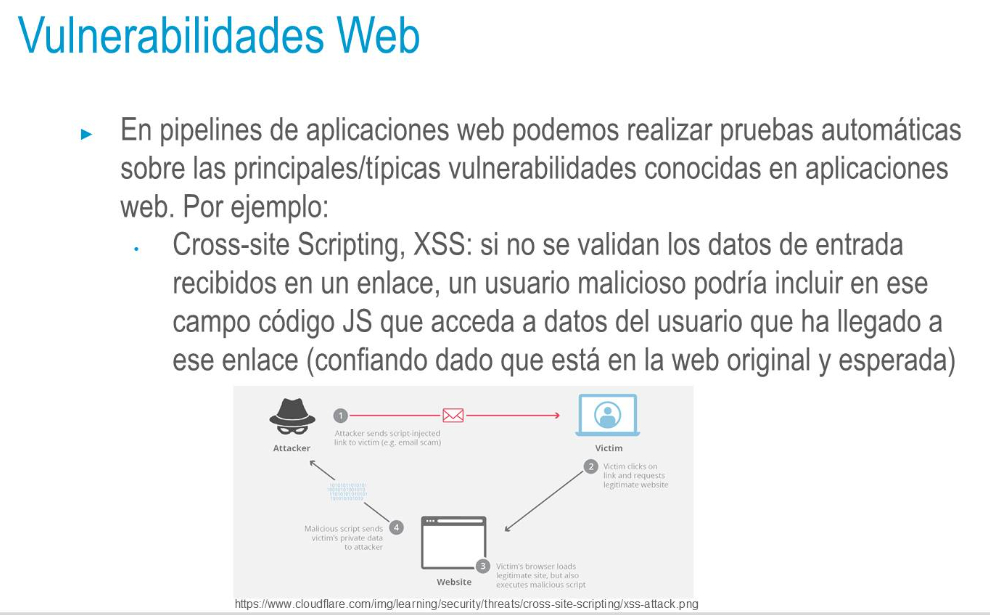 Vulnerabilidades Web
► En pipelines de aplicaciones web podemos realizar pruebas automáticas
sobre las principales/típicas vulnerabilidades conocidas en aplicaciones
web. Por ejemplo:
• Cross-site Scripting, XSS: si no se validan los datos de entrada
recibidos en un enlace, un usuario malicioso podría incluir en ese
campo código JS que acceda a datos del usuario que ha llegado a
ese enlace (confiando dado que está en la web original y esperada)
1
Attacker sends script-injected
link to victim (e.g. email scam)
Attacker
Victim
2
Victim clicks on
link and requests
legitimate website
4
Malicious script sends
victim's private data
to attacker
Website
3
Victim's browser loads
legitimate site, but also
executes malicious script
https://www.cloudflare.com/img/learning/security/threats/cross-site-scripting/xss-attack.png